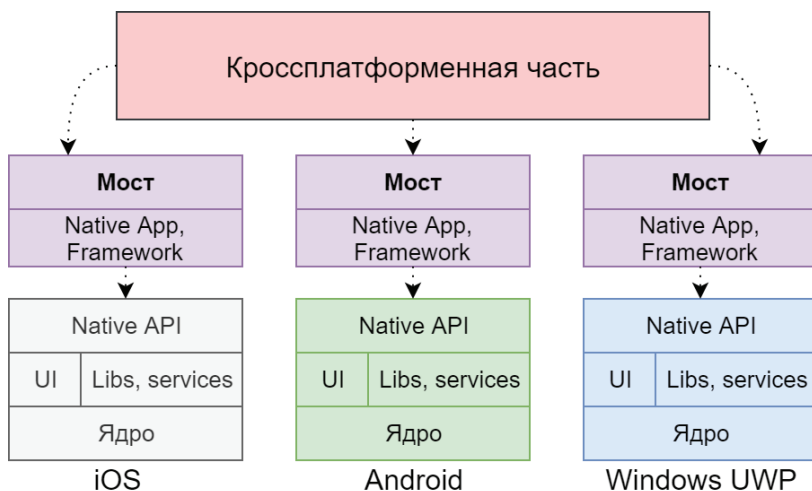 Кроссплатформенная часть
Мост
Native App,
Framework
Мост
Native App,
Framework
Мост
Native App,
Framework
Native API
UI
Libs, services
Ядро
iOS
Native API
UI
Libs, services
Ядро
Android
Native API
UI
Libs, services
Ядро
Windows UWP